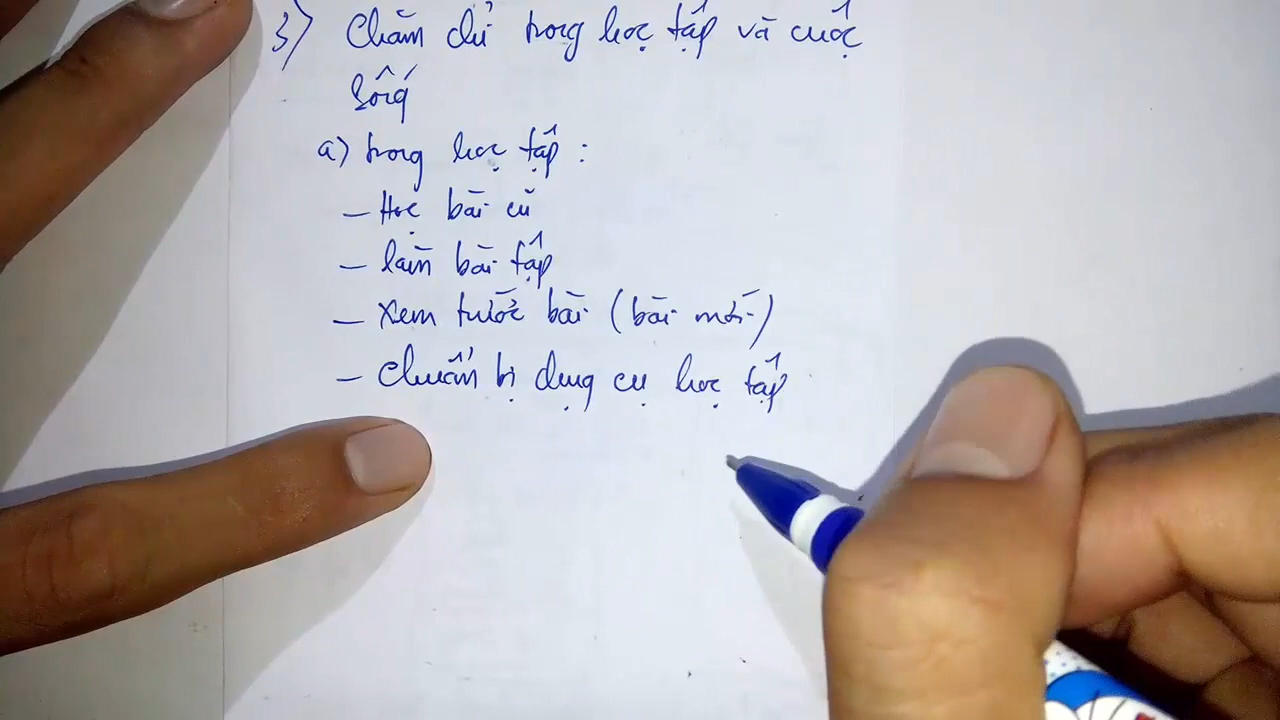 3) Chăm chỉ trong học tập và cuộc
sống
a) trong học tập :
- Học bài cũ
- làm bài tập
- Xem trước bài (bài mới)
- Chuẩn bị dụng cụ học tập